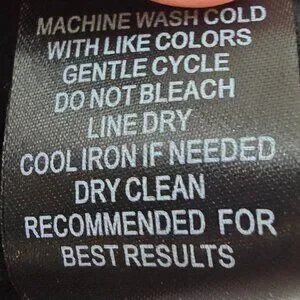 MACHINE WASH COLD
WITH LIKE COLORS
GENTLE CYCLE
DO NOT BLEACH
LINE DRY
COOL IRON IF NEEDED
DRY CLEAN
RECOMMENDED FOR
BEST RESULTS